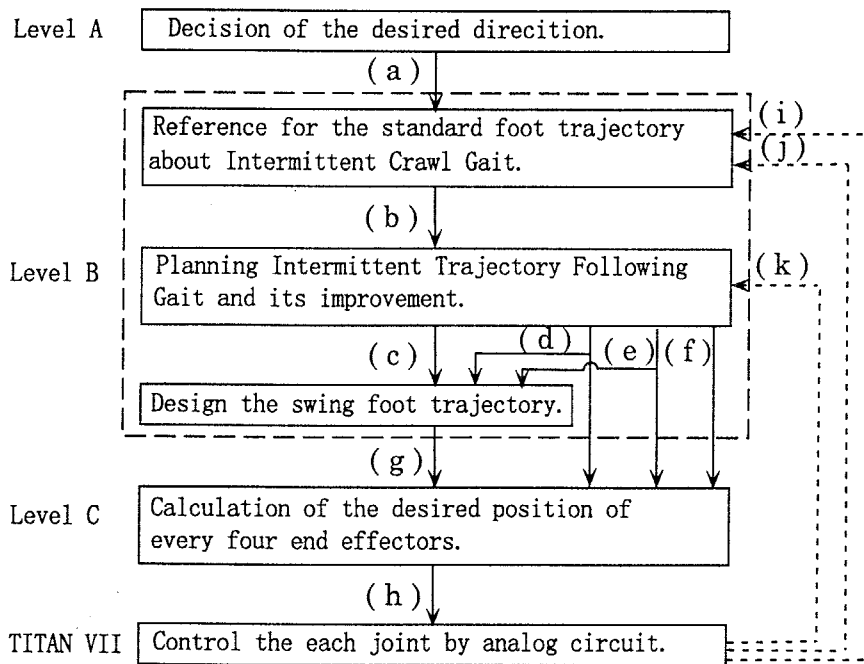 Level A
Decision of the desired direcition.
(a)
Reference for the standard foot trajectory
about Intermittent Crawl Gait.
(i)
(j)
(b)
Level B
Planning Intermittent Trajectory Following
Gait and its improvement.
(k)
(c)
(d)
(e)
(f)
Design the swing foot trajectory.
(g)
Level C
Calculation of the desired position of
every four end effectors.
(h)
TITAN VII
Control the each joint by analog circuit.